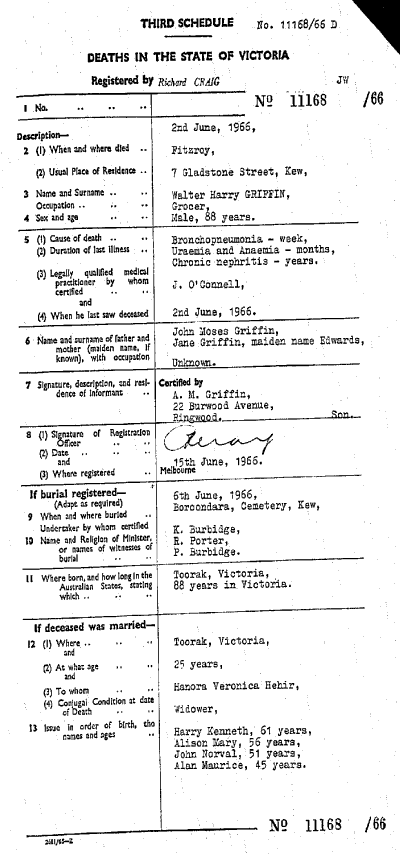 THIRD SCHEDULE No. 11168/66 D
DEATHS IN THE STATE OF VICTORIA
Registered by Richard CRAIG JW
1 No. .. .. .. No 11168 /66
Description—
2nd June, 1966,
2 (1) When and where died .. Fitzroy,
(2) Usual Place of Residence .. 7 Gladstone Street, Kew,
3 Name and Surname .. .. Walter Harry GRIFFIN,
Occupation .. .. .. Grocer,
4 Sex and age .. .. Male, 88 years.
5 (1) Cause of death .. .. Bronchopneumonia - week,
(2) Duration of last illness .. Uraemia and Anaemia - months,
Chronic nephritis - years.
(3) Legally qualified medical
practitioner by whom
certified .. .. J. O'Connell,
and
(4) When he last saw deceased 2nd June, 1966.
6 Name and surname of father and
mother (maiden name, if
known), with occupation
John Moses Griffin,
Jane Griffin, maiden name Edwards,
Unknown.
7 Signature, description, and resi-
dence of informant ..
Certified by
A. M. Griffin,
22 Burwood Avenue,
Ringwood. Son.
8 (1) Signature of Registration
Officer .. ..
(2) Date .. .. 15th June, 1966.
and
(3) Where registered Melbourne
If burial registered—
(Adapt as required)
9 When and where buried ..
6th June, 1966,
Boroondara, Cemetery, Kew,
Undertaker by whom certified K. Burbidge,
10 Name and Religion of Minister,
or names of witnesses of
burial .. ..
R. Porter,
P. Burbidge.
11 Where born, and how long in the
Australian States, stating
which .. .. ..
Toorak, Victoria,
88 years in Victoria.
If deceased was married—
12 (1) Where .. .. .. Toorak, Victoria,
and
(2) At what age .. .. 25 years,
and
(3) To whom .. .. Hanora Veronica Hehir,
(4) Conjugal Condition at date
of Death .. .. Widower,
13 Issue in order of birth, the
names and ages ..
Harry Kenneth, 61 years,
Alison Mary, 56 years,
John Norval, 51 years,
Alan Maurice, 45 years.
No 11168 /66